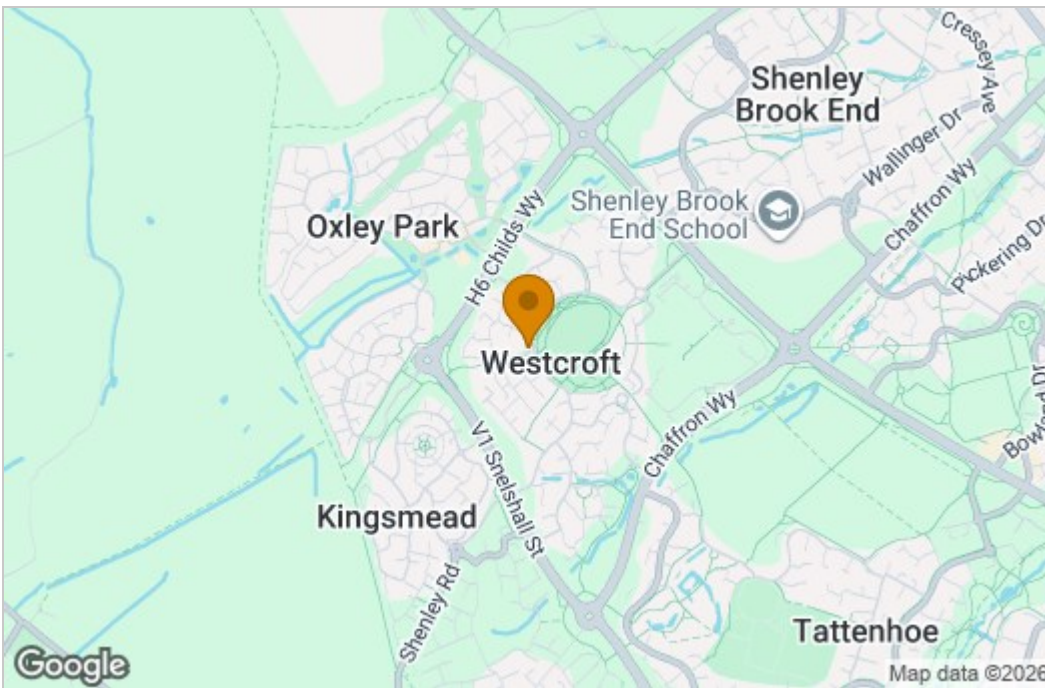 Cressey Ave
Shenley
Brook End
Wallinger Dr
Chaffron Wy
Shenley Brook
End School
Pickering Dr
Oxley Park
H6 Childs Wy
Westcroft
Chaffron Wy
Bowland Dr
V1 Snelshall St
Kingsmead
Shenley Rd
Tattenhoe
Google
Map data ©2026